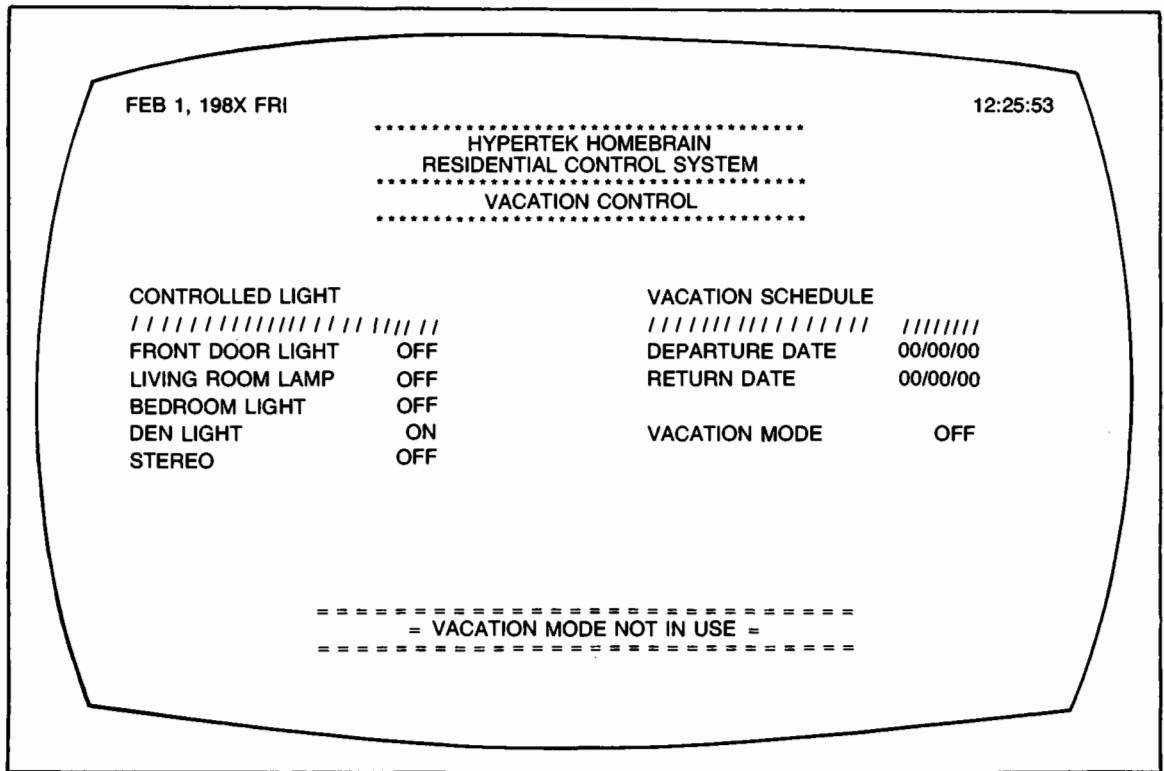 FEB 1, 198X FRI 12:25:53
****************************************
HYPERTEK HOMEBRAIN
RESIDENTIAL CONTROL SYSTEM
****************************************
VACATION CONTROL
****************************************
CONTROLLED LIGHT VACATION SCHEDULE
/////////////////////// ///////////////// ////////
FRONT DOOR LIGHT OFF DEPARTURE DATE 00/00/00
LIVING ROOM LAMP OFF RETURN DATE 00/00/00
BEDROOM LIGHT OFF
DEN LIGHT ON VACATION MODE OFF
STEREO OFF
= = = = = = = = = = = = = = = = = = = = = = = = = = = =
= VACATION MODE NOT IN USE =
= = = = = = = = = = = = = = = = = = = = = = = = = = = =